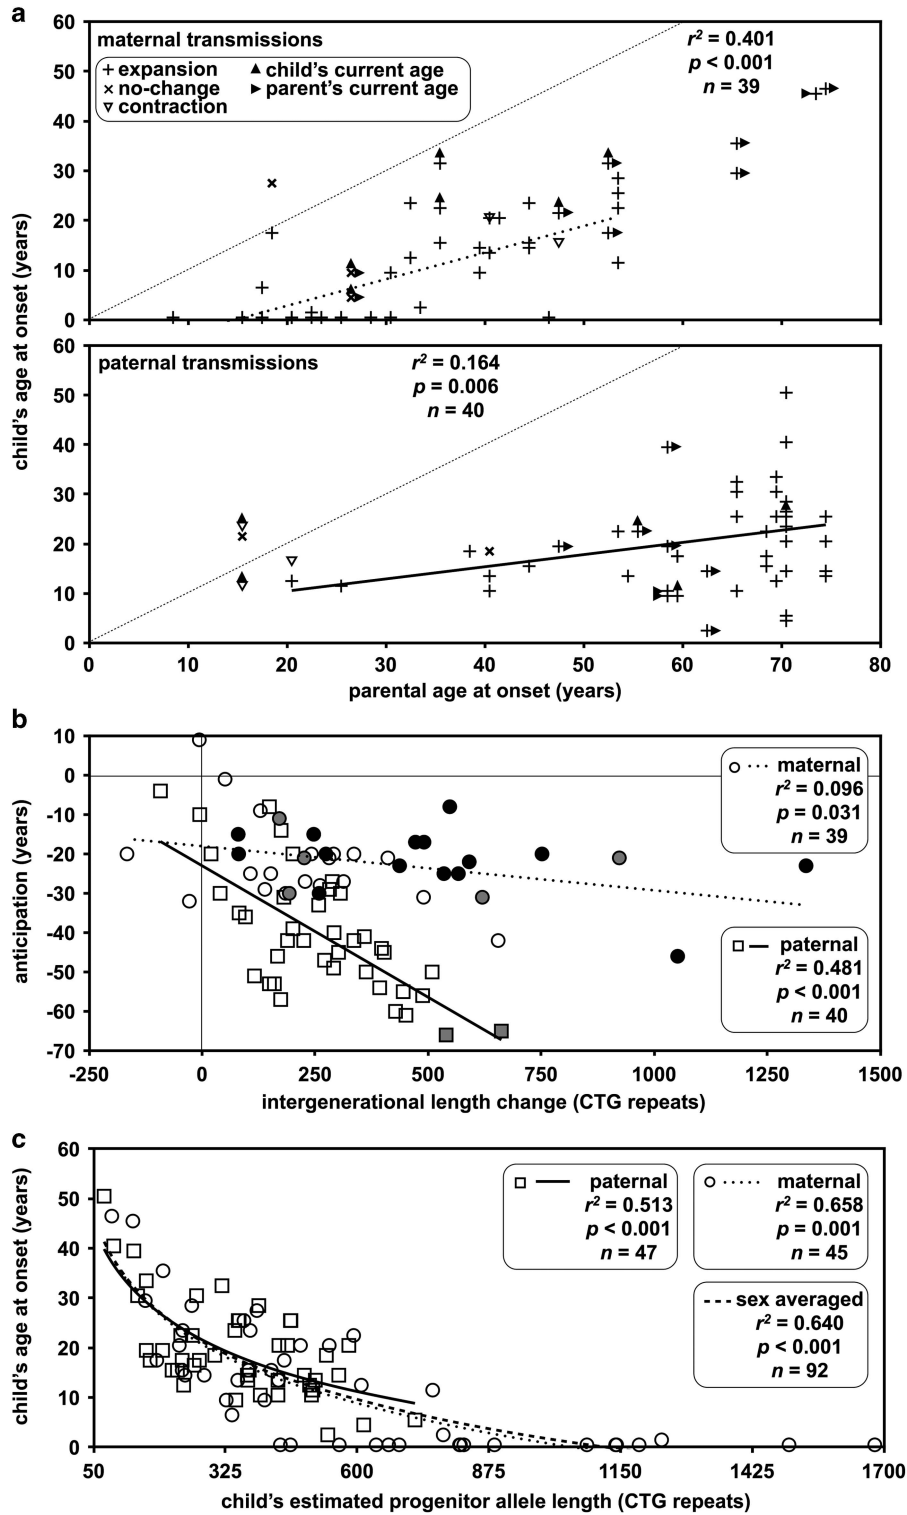 a
60
maternal transmissions
r² = 0.401
p < 0.001
n = 39
+ expansion ▲ child's current age
× no-change ► parent's current age
▽ contraction
50
40
30
20
10
0
60
paternal transmissions
r² = 0.164
p = 0.006
n = 40
50
40
30
20
10
0
child's age at onset (years)
0 10 20 30 40 50 60 70 80
parental age at onset (years)
b
10
0
-10
-20
-30
-40
-50
-60
-70
anticipation (years)
maternal
r² = 0.096
p = 0.031
n = 39
paternal
r² = 0.481
p < 0.001
n = 40
-250 0 250 500 750 1000 1250 1500
intergenerational length change (CTG repeats)
c
60
50
40
30
20
10
0
child's age at onset (years)
paternal
r² = 0.513
p < 0.001
n = 47
maternal
r² = 0.658
p = 0.001
n = 45
sex averaged
r² = 0.640
p < 0.001
n = 92
50 325 600 875 1150 1425 1700
child's estimated progenitor allele length (CTG repeats)